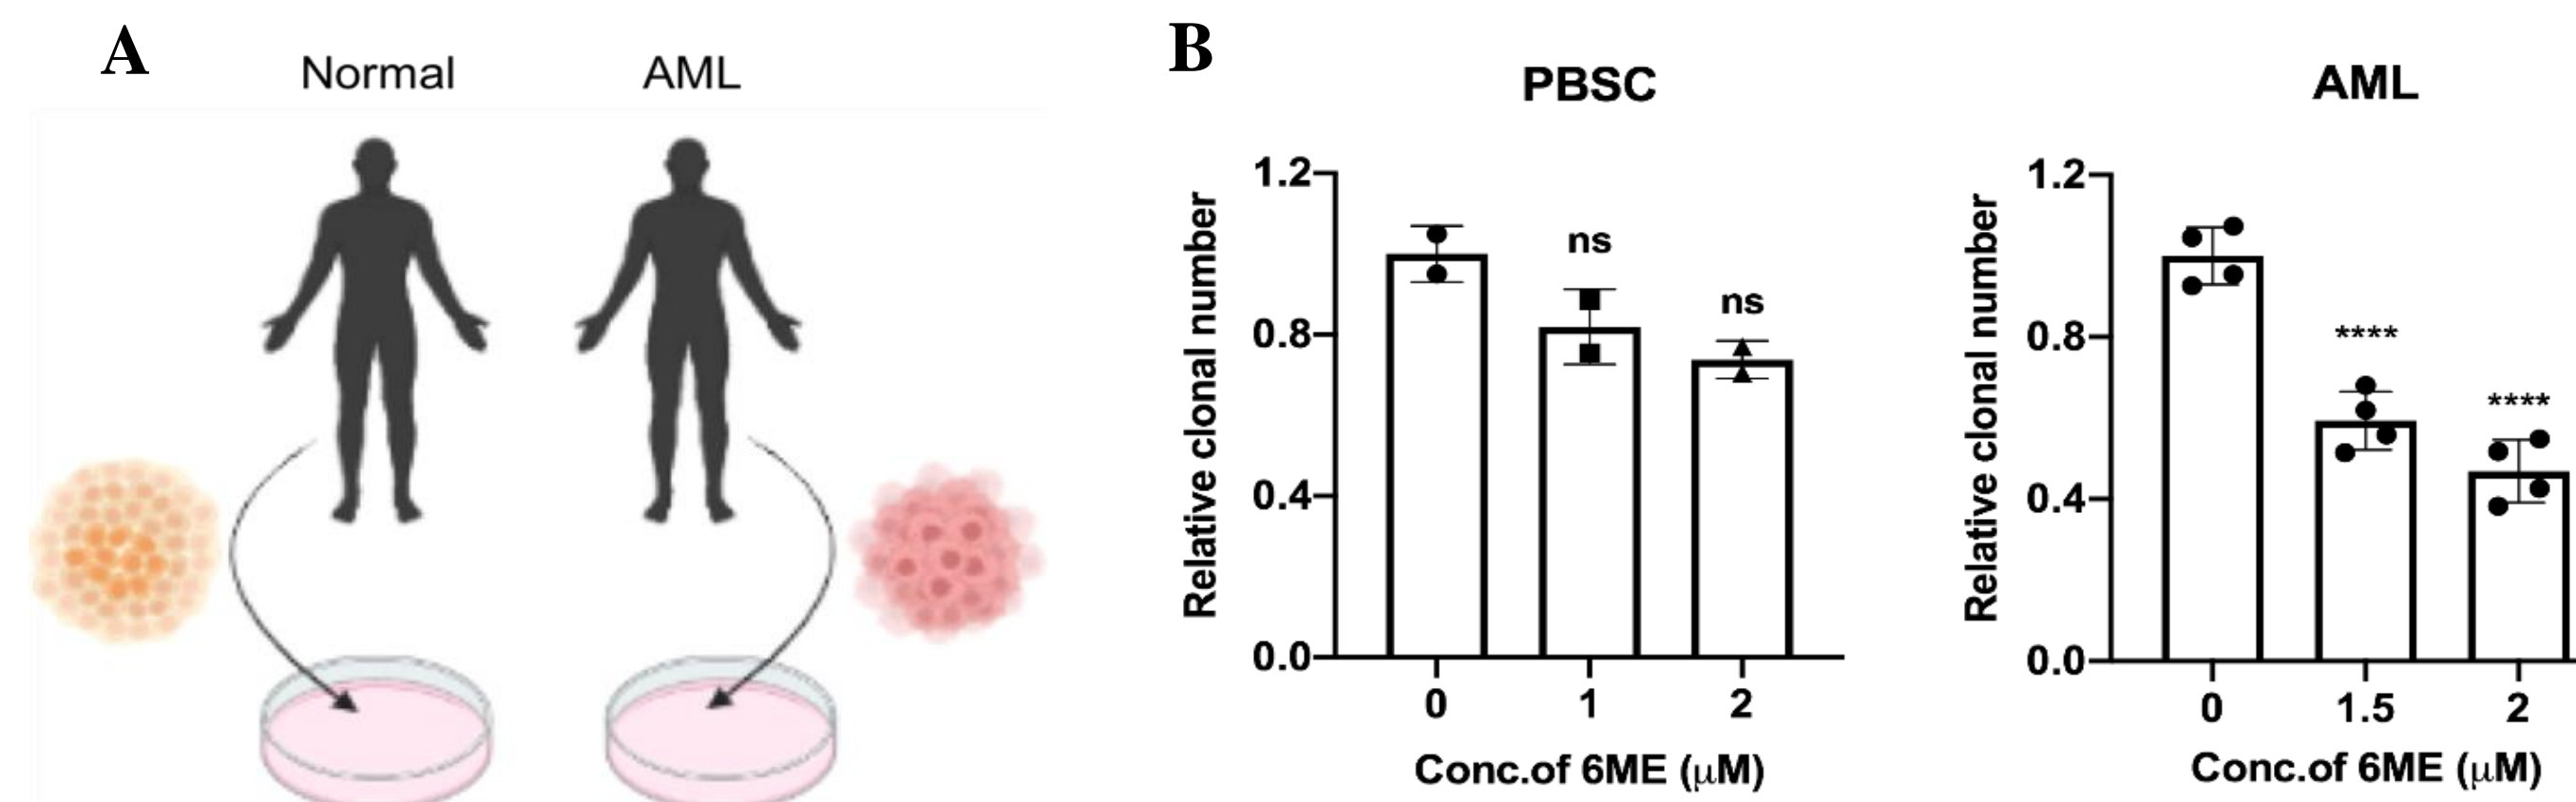 A
Normal
AML
B
PBSC
Relative clonal number
1.2
0.8
0.4
0.0
ns
ns
0
1
2
Conc.of 6ME (μM)
AML
Relative clonal number
1.2
0.8
0.4
0.0
****
****
0
1.5
2
Conc.of 6ME (μM)